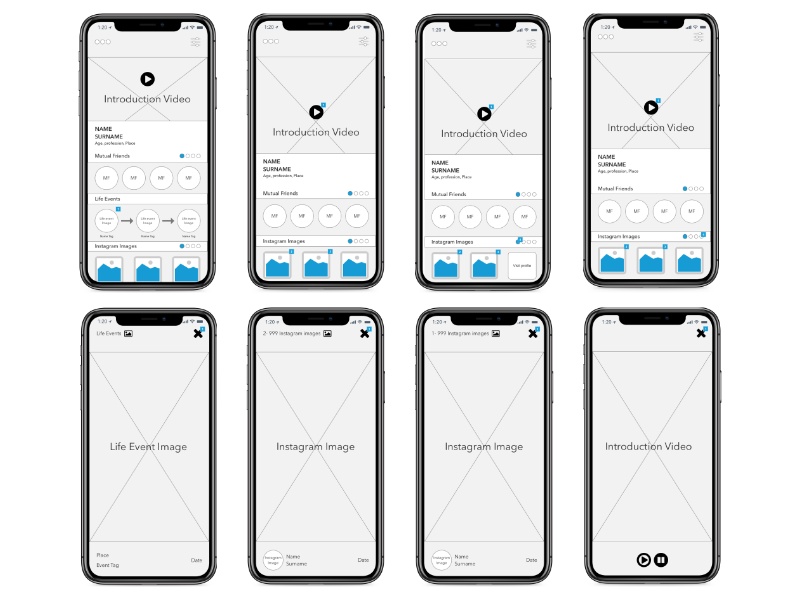 1:20
Introduction Video
NAME
SURNAME
Age, profession, Place
Mutual Friends
MF MF MF MF
Life Events
Life event image Life event image Life event image
Name Tag Name Tag Name Tag
Instagram Images
1:20
Introduction Video
NAME
SURNAME
Age, profession, Place
Mutual Friends
MF MF MF MF
Instagram Images
1:20
Introduction Video
NAME
SURNAME
Age, profession, Place
Mutual Friends
MF MF MF MF
Instagram Images
Visit profile
1:20
Introduction Video
NAME
SURNAME
Age, profession, Place
Mutual Friends
MF MF MF MF
Instagram Images
1:20
Life Events
Life Event Image
Place
Event Tag
Date
1:20
2- 999 Instagram images
Instagram Image
Instagram Image
Name
Surname
Date
1:20
1- 999 Instagram images
Instagram Image
Instagram Image
Name
Surname
Date
1:20
Introduction Video